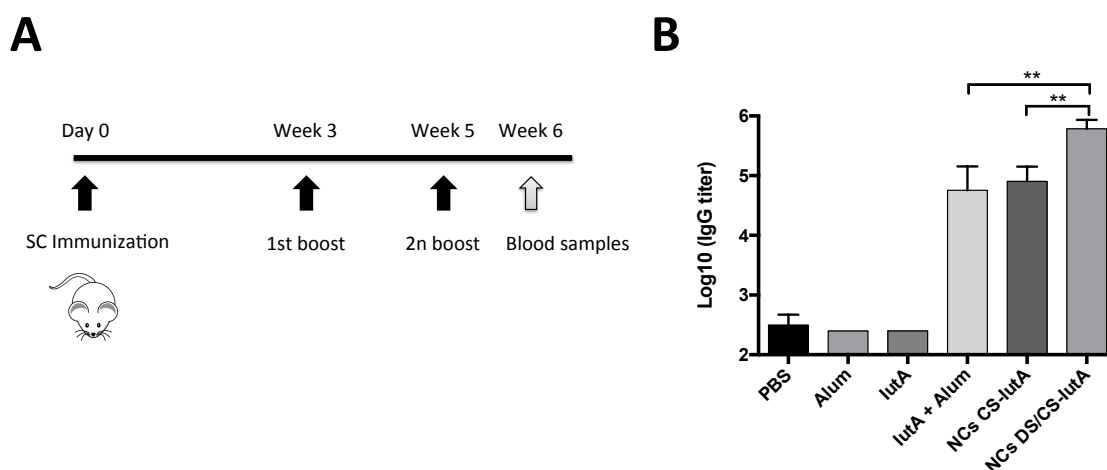 A
Day 0
Week 3
Week 5
Week 6
SC Immunization
1st boost
2n boost
Blood samples
B
**
**
Log10 (IgG titer)
6
5
4
3
2
PBS
Alum
IutA
IutA + Alum
NCs CS-IutA
NCs DS/CS-IutA